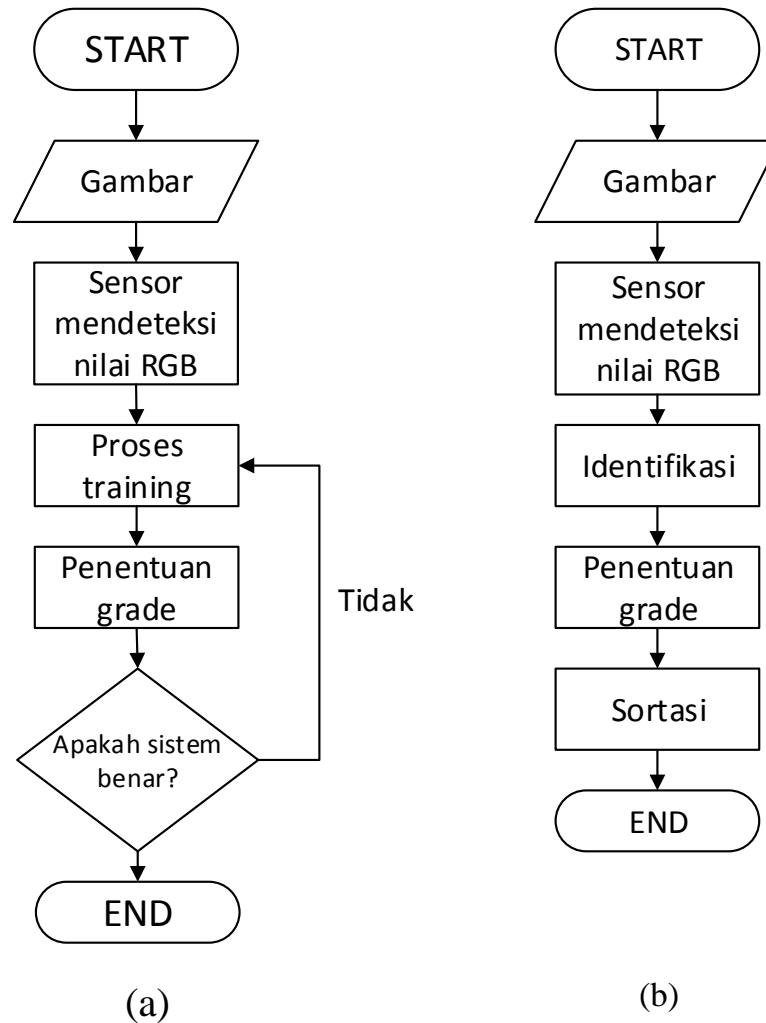 START
Gambar
Sensor
mendeteksi
nilai RGB
Proses
training
Penentuan
grade
Tidak
Apakah sistem
benar?
END
(a)
START
Gambar
Sensor
mendeteksi
nilai RGB
Identifikasi
Penentuan
grade
Sortasi
END
(b)